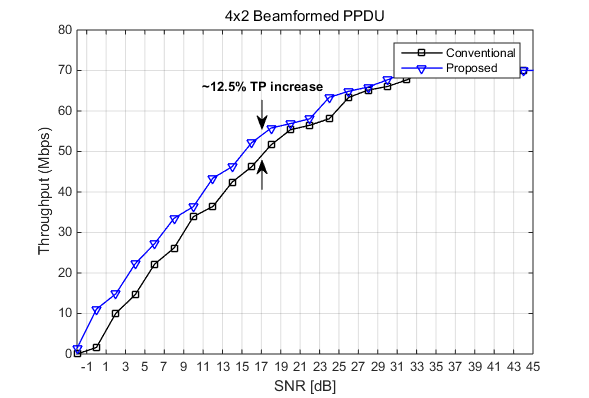 4x2 Beamformed PPDU
80
70
60
50
40
30
20
10
0
Throughput (Mbps)
Conventional
Proposed
~12.5% TP increase
-1 1 3 5 7 9 11 13 15 17 19 21 23 25 27 29 31 33 35 37 39 41 43 45
SNR [dB]